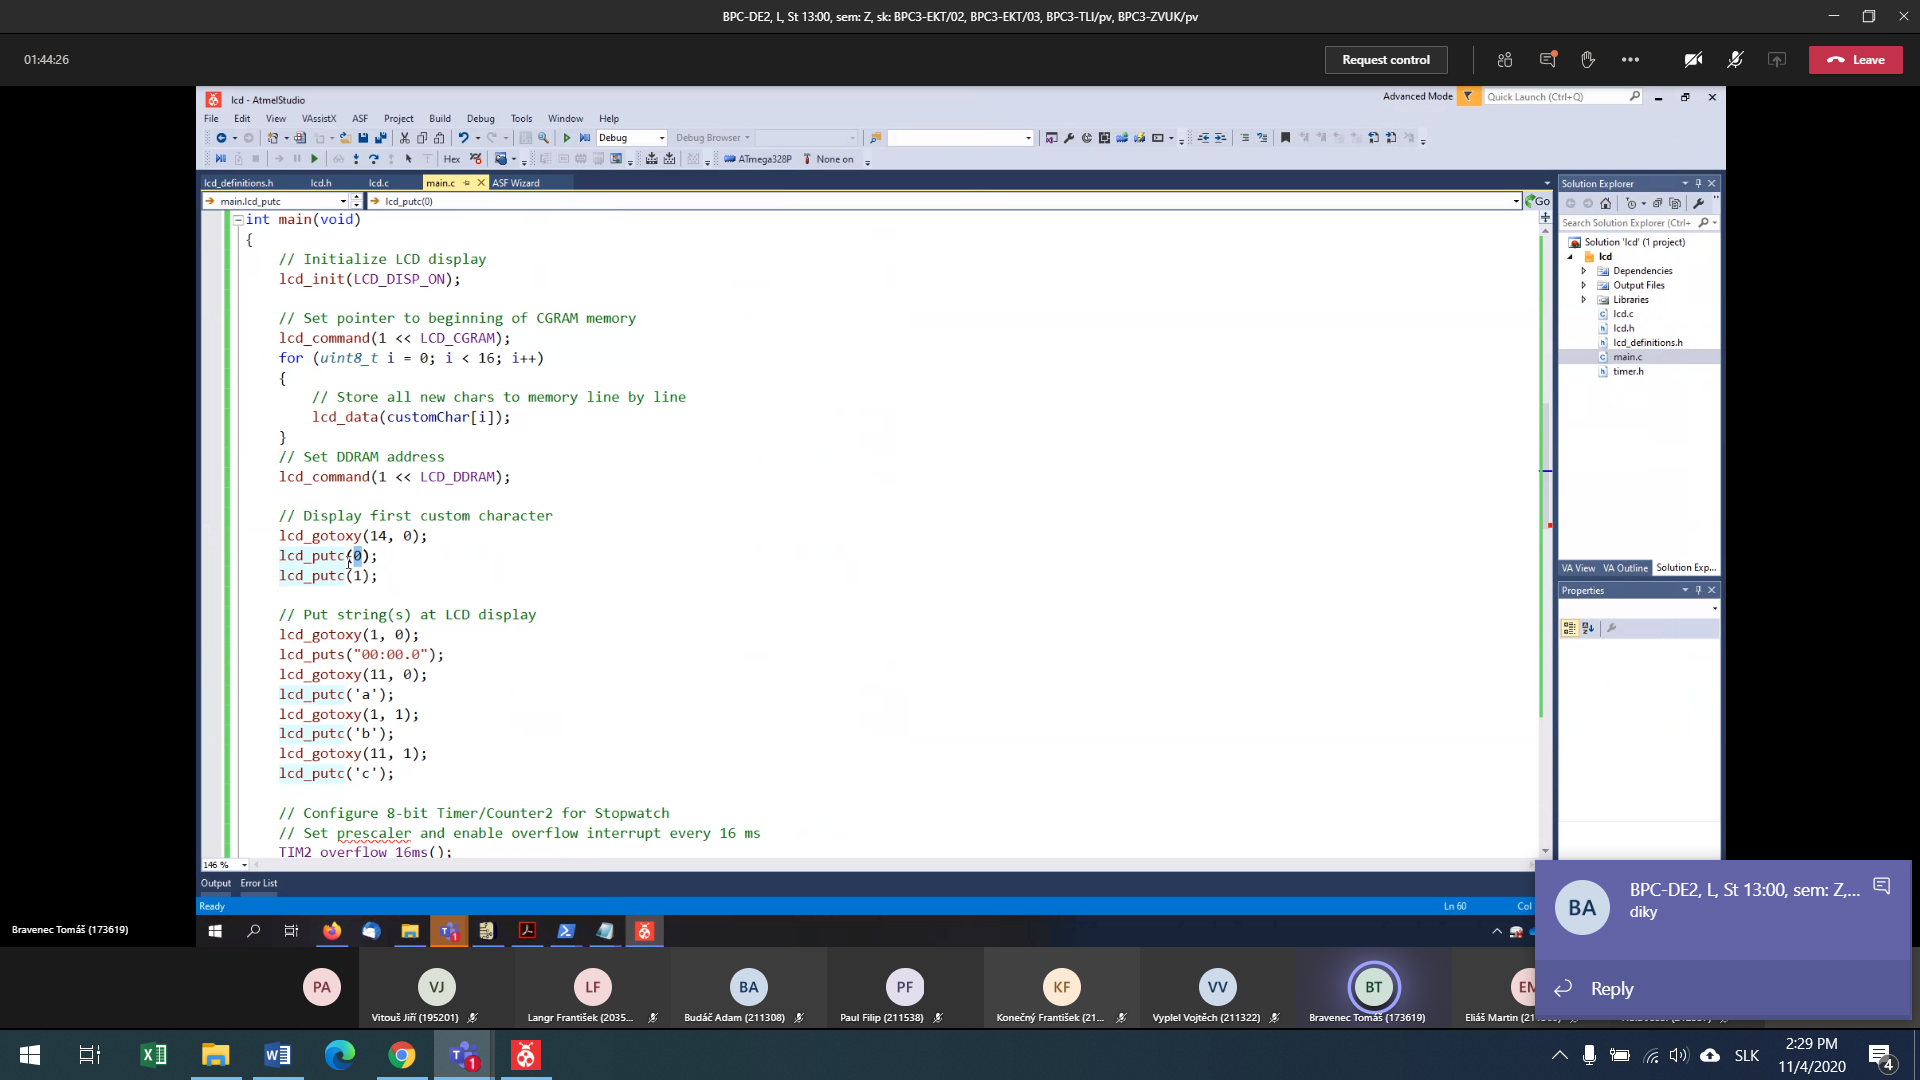 BPC-DE2, L, St 13:00, sem: Z, sk: BPC3-EKT/02, BPC3-EKT/03, BPC3-TLI/pv, BPC3-ZVUK/pv
01:44:26
Request control
Leave
lcd - AtmelStudio
Advanced Mode
Quick Launch (Ctrl+Q)
File Edit View VAssistX ASF Project Build Debug Tools Window Help
Debug
Debug Browser
Hex
ATmega328P
None on
lcd_definitions.h lcd.h lcd.c main.c ASF Wizard
main.lcd_putc
lcd_putc(0)
Go
int main(void)
{
// Initialize LCD display
lcd_init(LCD_DISP_ON);
// Set pointer to beginning of CGRAM memory
lcd_command(1 << LCD_CGRAM);
for (uint8_t i = 0; i < 16; i++)
{
// Store all new chars to memory line by line
lcd_data(customChar[i]);
}
// Set DDRAM address
lcd_command(1 << LCD_DDRAM);
// Display first custom character
lcd_gotoxy(14, 0);
lcd_putc(0);
lcd_putc(1);
// Put string(s) at LCD display
lcd_gotoxy(1, 0);
lcd_puts("00:00.0");
lcd_gotoxy(11, 0);
lcd_putc('a');
lcd_gotoxy(1, 1);
lcd_putc('b');
lcd_gotoxy(11, 1);
lcd_putc('c');
// Configure 8-bit Timer/Counter2 for Stopwatch
// Set prescaler and enable overflow interrupt every 16 ms
TIM2_overflow_16ms();
146 %
Output Error List
Ready
Ln 60
Col
Solution Explorer
Search Solution Explorer (Ctrl+
Solution 'lcd' (1 project)
lcd
Dependencies
Output Files
Libraries
lcd.c
lcd.h
lcd_definitions.h
main.c
timer.h
VA View VA Outline Solution Exp...
Properties
BA
BPC-DE2, L, St 13:00, sem: Z,...
diky
Reply
Bravenec Tomáš (173619)
PA
VJ
Vitouš Jiří (195201)
LF
Langr František (2035...
BA
Budáč Adam (211308)
PF
Paul Filip (211538)
KF
Konečný František (21...
VV
Vyplel Vojtěch (211322)
BT
Bravenec Tomáš (173619)
EM
SLK
2:29 PM
11/4/2020
4